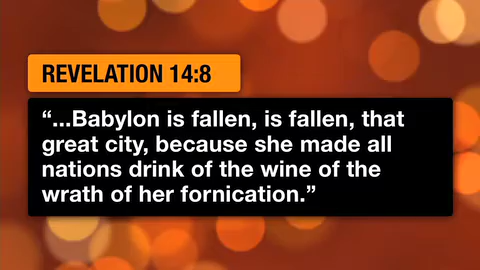 REVELATION 14:8
“...Babylon is fallen, is fallen, that
great city, because she made all
nations drink of the wine of the
wrath of her fornication.”